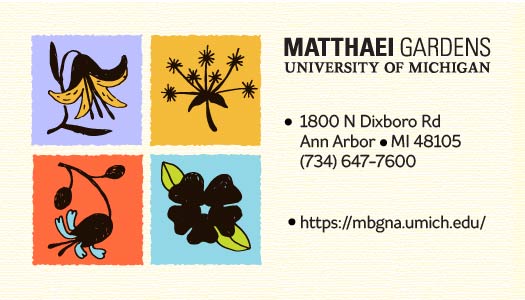 MATTHAEI GARDENS
UNIVERSITY OF MICHIGAN
• 1800 N Dixboro Rd
Ann Arbor • MI 48105
(734) 647-7600
• https://mbgna.umich.edu/